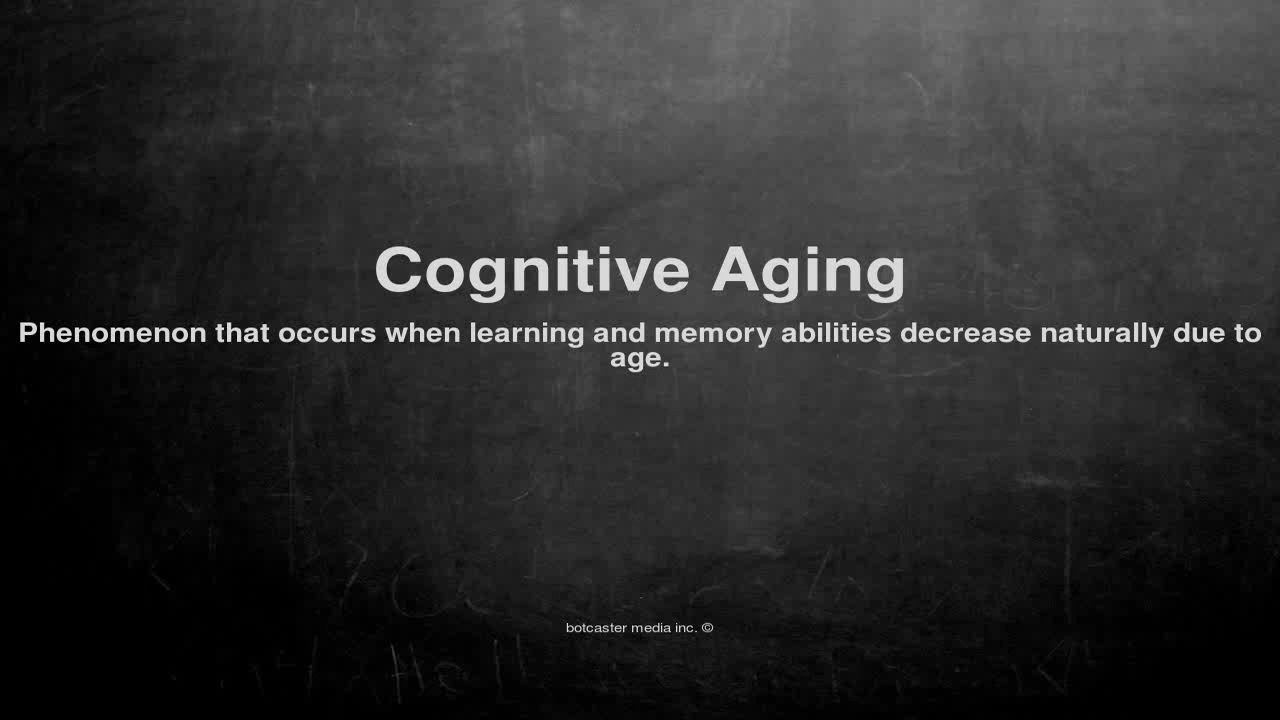 Cognitive Aging
Phenomenon that occurs when learning and memory abilities decrease naturally due to
age.
botcaster media inc. ©